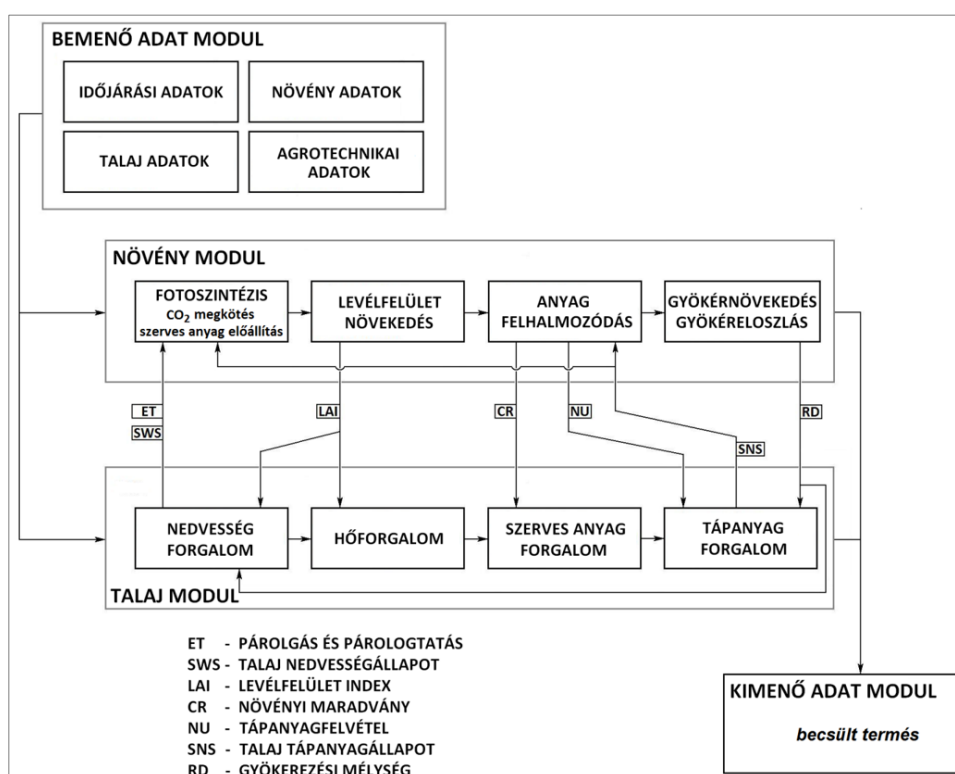 BEMENŐ ADAT MODUL
IDŐJÁRÁSI ADATOK
NÖVÉNY ADATOK
TALAJ ADATOK
AGROTECHNIKAI
ADATOK
NÖVÉNY MODUL
FOTOSZINTÉZIS
CO₂ megkötés
szerves anyag előállítás
LEVÉLFELÜLET
NÖVEKEDÉS
ANYAG
FELHALMOZÓDÁS
GYÖKÉRNÖVEKEDÉS
GYÖKÉRELOSZLÁS
ET
SWS
LAI
CR
NU
SNS
RD
NEDVESSÉG
FORGALOM
HŐFORGALOM
SZERVES ANYAG
FORGALOM
TÁPANYAG
FORGALOM
TALAJ MODUL
ET - PÁROLGÁS ÉS PÁROLOGTATÁS
SWS - TALAJ NEDVESSÉGÁLLAPOT
LAI - LEVÉLFELÜLET INDEX
CR - NÖVÉNYI MARADVÁNY
NU - TÁPANYAGFELVÉTEL
SNS - TALAJ TÁPANYAGÁLLAPOT
RD - GYÖKEREZÉSI MÉLYSÉG
KIMENŐ ADAT MODUL
becsült termés